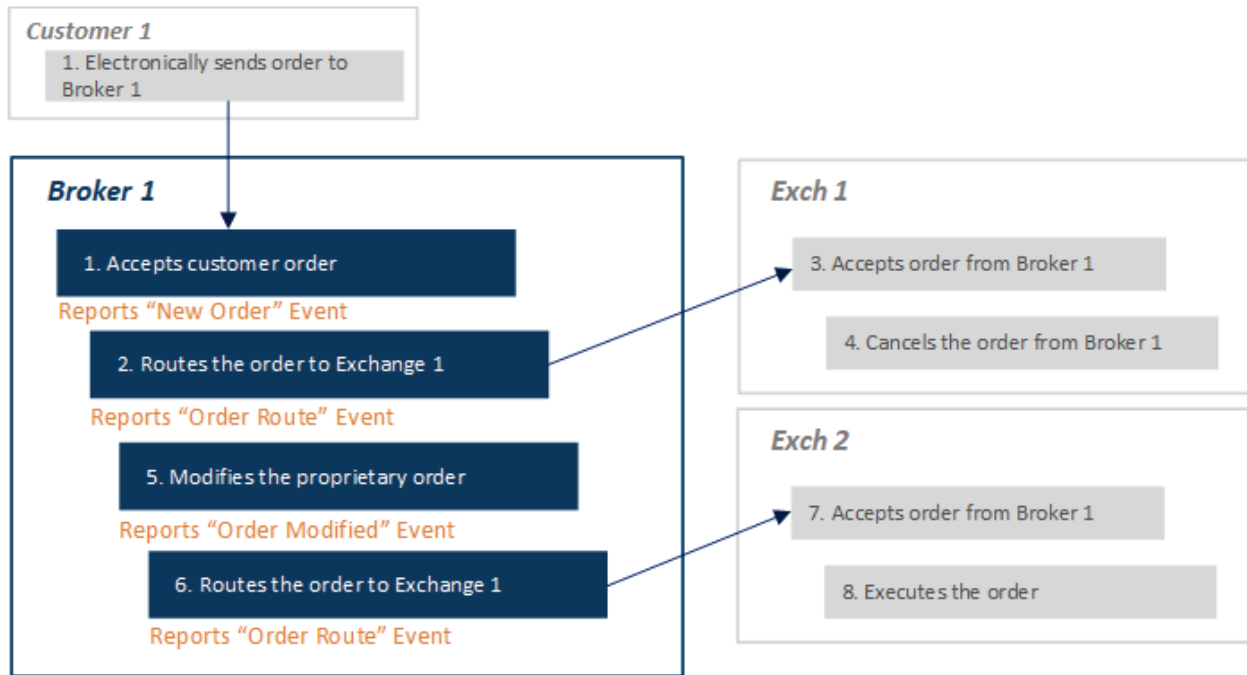 Customer 1
1. Electronically sends order to
Broker 1
Broker 1
1. Accepts customer order
Reports “New Order” Event
2. Routes the order to Exchange 1
Reports “Order Route” Event
5. Modifies the proprietary order
Reports “Order Modified” Event
6. Routes the order to Exchange 1
Reports “Order Route” Event
Exch 1
3. Accepts order from Broker 1
4. Cancels the order from Broker 1
Exch 2
7. Accepts order from Broker 1
8. Executes the order